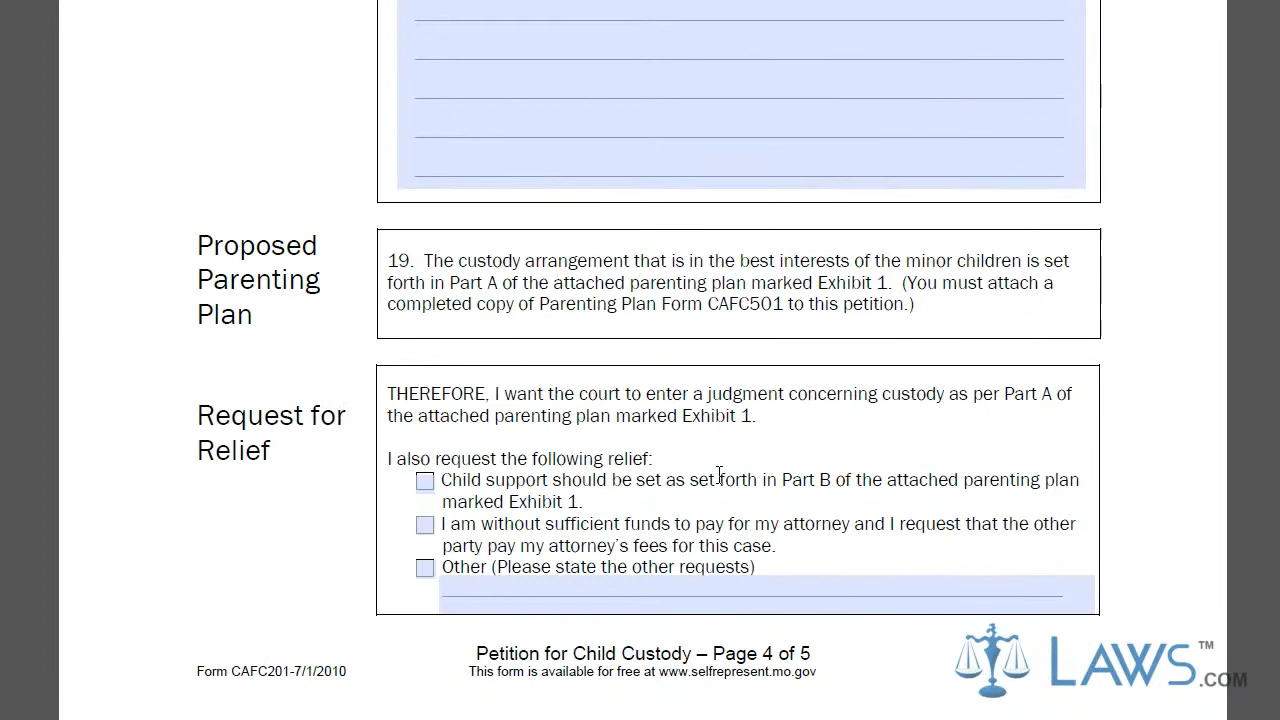 Proposed
Parenting
Plan
19. The custody arrangement that is in the best interests of the minor children is set
forth in Part A of the attached parenting plan marked Exhibit 1. (You must attach a
completed copy of Parenting Plan Form CAFC501 to this petition.)
Request for
Relief
THEREFORE, I want the court to enter a judgment concerning custody as per Part A of
the attached parenting plan marked Exhibit 1.
I also request the following relief:
Child support should be set as set forth in Part B of the attached parenting plan
marked Exhibit 1.
I am without sufficient funds to pay for my attorney and I request that the other
party pay my attorney's fees for this case.
Other (Please state the other requests)
Form CAFC201-7/1/2010
Petition for Child Custody – Page 4 of 5
This form is available for free at www.selfrepresent.mo.gov
LAWS™.COM